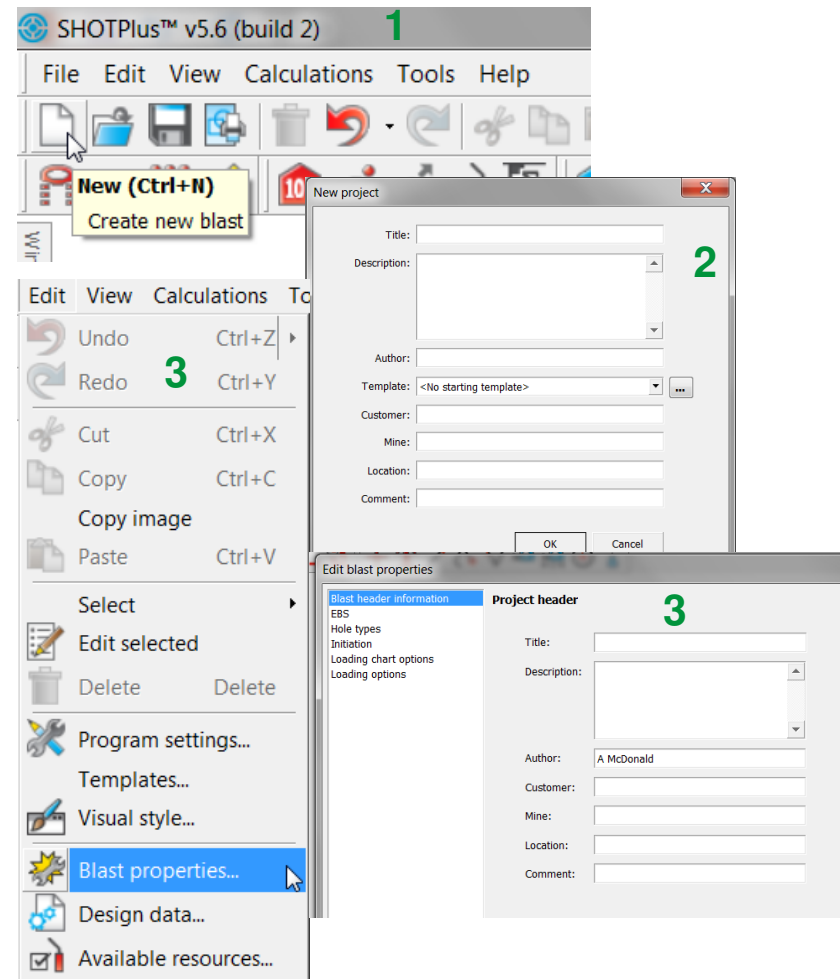 SHOTPlus™ v5.6 (build 2)
1
File Edit View Calculations Tools Help
New (Ctrl+N)
Create new blast
10
New project
2
Title:
Description:
Author:
Template: <No starting template> ...
Customer:
Mine:
Location:
Comment:
OK Cancel
Edit View Calculations To
3
Undo Ctrl+Z
Redo Ctrl+Y
Cut Ctrl+X
Copy Ctrl+C
Copy image
Paste Ctrl+V
Select
Edit selected
Delete Delete
Program settings...
Templates...
Visual style...
Blast properties...
Design data...
Available resources...
Edit blast properties
3
Blast header information
EBS
Hole types
Initiation
Loading chart options
Loading options
Project header
Title:
Description:
Author: A McDonald
Customer:
Mine:
Location:
Comment: